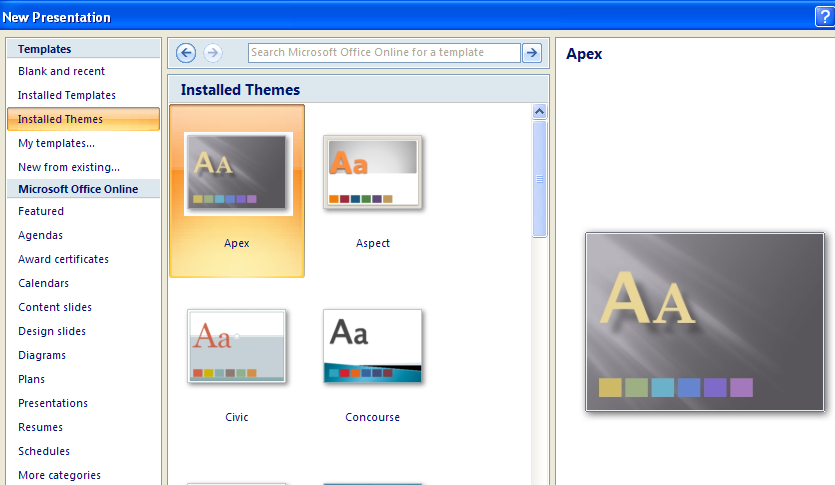 New Presentation
?
Templates
Blank and recent
Installed Templates
Installed Themes
My templates...
New from existing...
Microsoft Office Online
Featured
Agendas
Award certificates
Calendars
Content slides
Design slides
Diagrams
Plans
Presentations
Resumes
Schedules
More categories
Search Microsoft Office Online for a template
Installed Themes
AA
Apex
Aa
Aspect
Aa
Civic
Aa
Concourse
Apex
AA